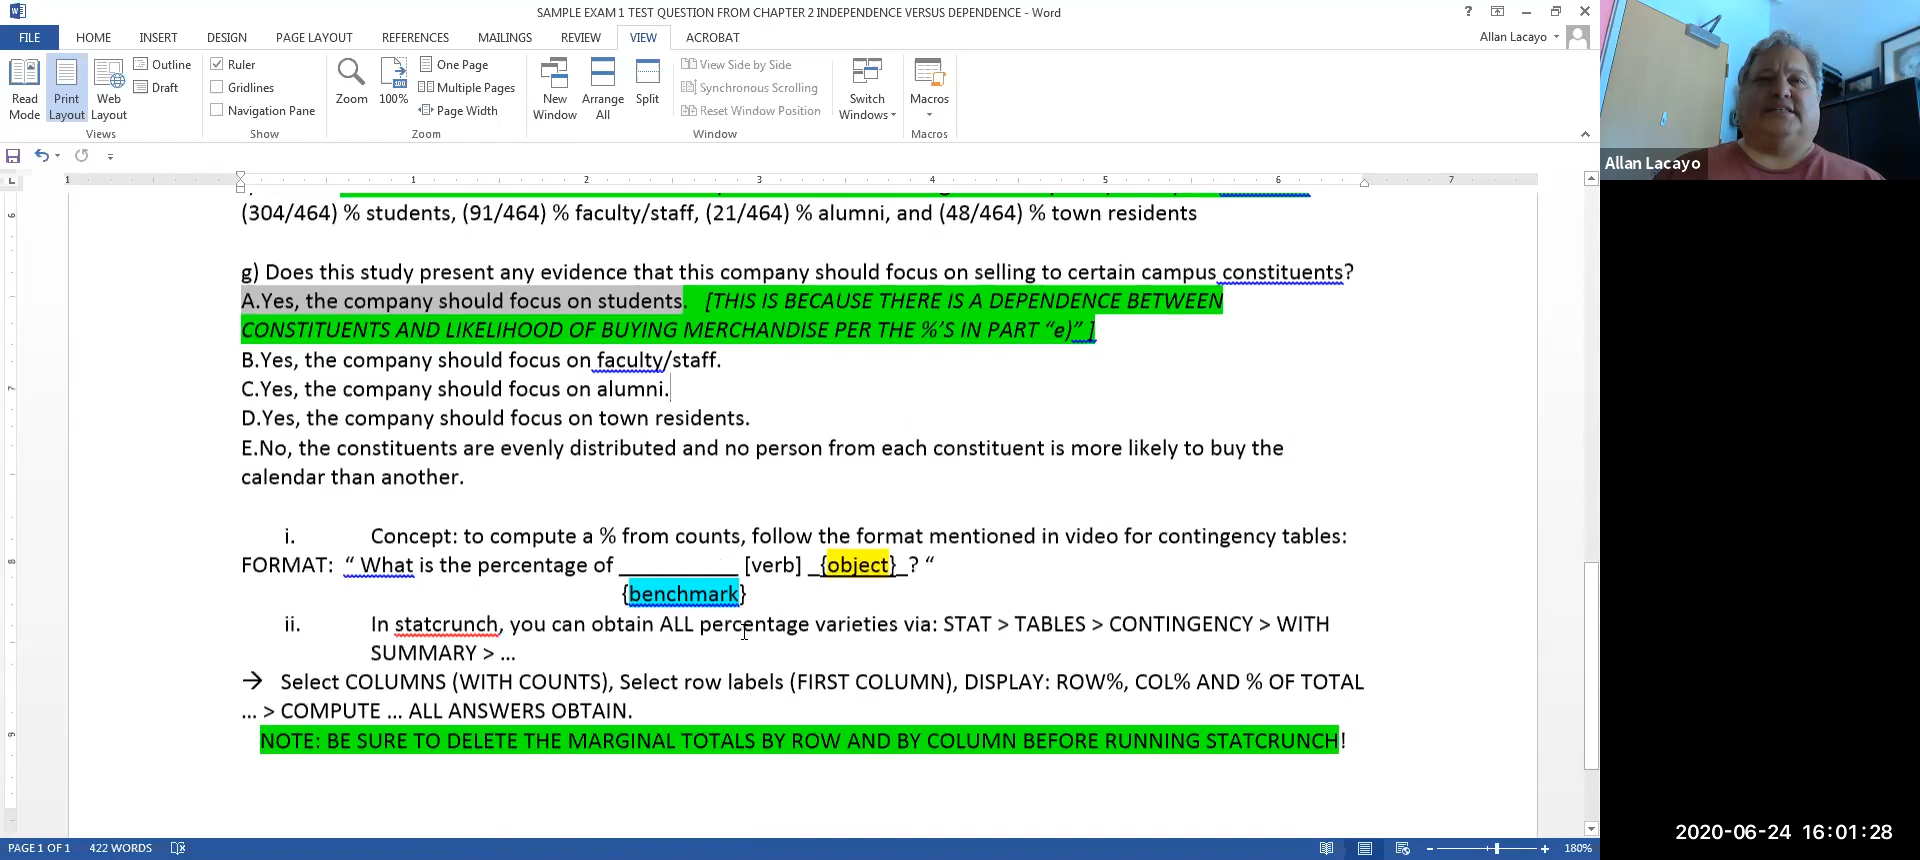 SAMPLE EXAM 1 TEST QUESTION FROM CHAPTER 2 INDEPENDENCE VERSUS DEPENDENCE - Word
FILE HOME INSERT DESIGN PAGE LAYOUT REFERENCES MAILINGS REVIEW VIEW ACROBAT
Allan Lacayo
Read Mode
Print Layout
Web Layout
Outline
Draft
Views
Ruler
Gridlines
Navigation Pane
Show
Zoom
100%
One Page
Multiple Pages
Page Width
Zoom
New Window
Arrange All
Split
View Side by Side
Synchronous Scrolling
Reset Window Position
Window
Switch Windows
Macros
Macros
Allan Lacayo
1 1 2 3 4 5 6 7
(304/464) % students, (91/464) % faculty/staff, (21/464) % alumni, and (48/464) % town residents
g) Does this study present any evidence that this company should focus on selling to certain campus constituents?
A.Yes, the company should focus on students. [THIS IS BECAUSE THERE IS A DEPENDENCE BETWEEN
CONSTITUENTS AND LIKELIHOOD OF BUYING MERCHANDISE PER THE %'S IN PART “e)” ]
B.Yes, the company should focus on faculty/staff.
C.Yes, the company should focus on alumni.
D.Yes, the company should focus on town residents.
E.No, the constituents are evenly distributed and no person from each constituent is more likely to buy the
calendar than another.
i. Concept: to compute a % from counts, follow the format mentioned in video for contingency tables:
FORMAT: “ What is the percentage of ___________ [verb] _{object}_? “
{benchmark}
ii. In statcrunch, you can obtain ALL percentage varieties via: STAT > TABLES > CONTINGENCY > WITH
SUMMARY > …
→ Select COLUMNS (WITH COUNTS), Select row labels (FIRST COLUMN), DISPLAY: ROW%, COL% AND % OF TOTAL
… > COMPUTE … ALL ANSWERS OBTAIN.
NOTE: BE SURE TO DELETE THE MARGINAL TOTALS BY ROW AND BY COLUMN BEFORE RUNNING STATCRUNCH!
2020-06-24 16:01:28
PAGE 1 OF 1 422 WORDS
180%